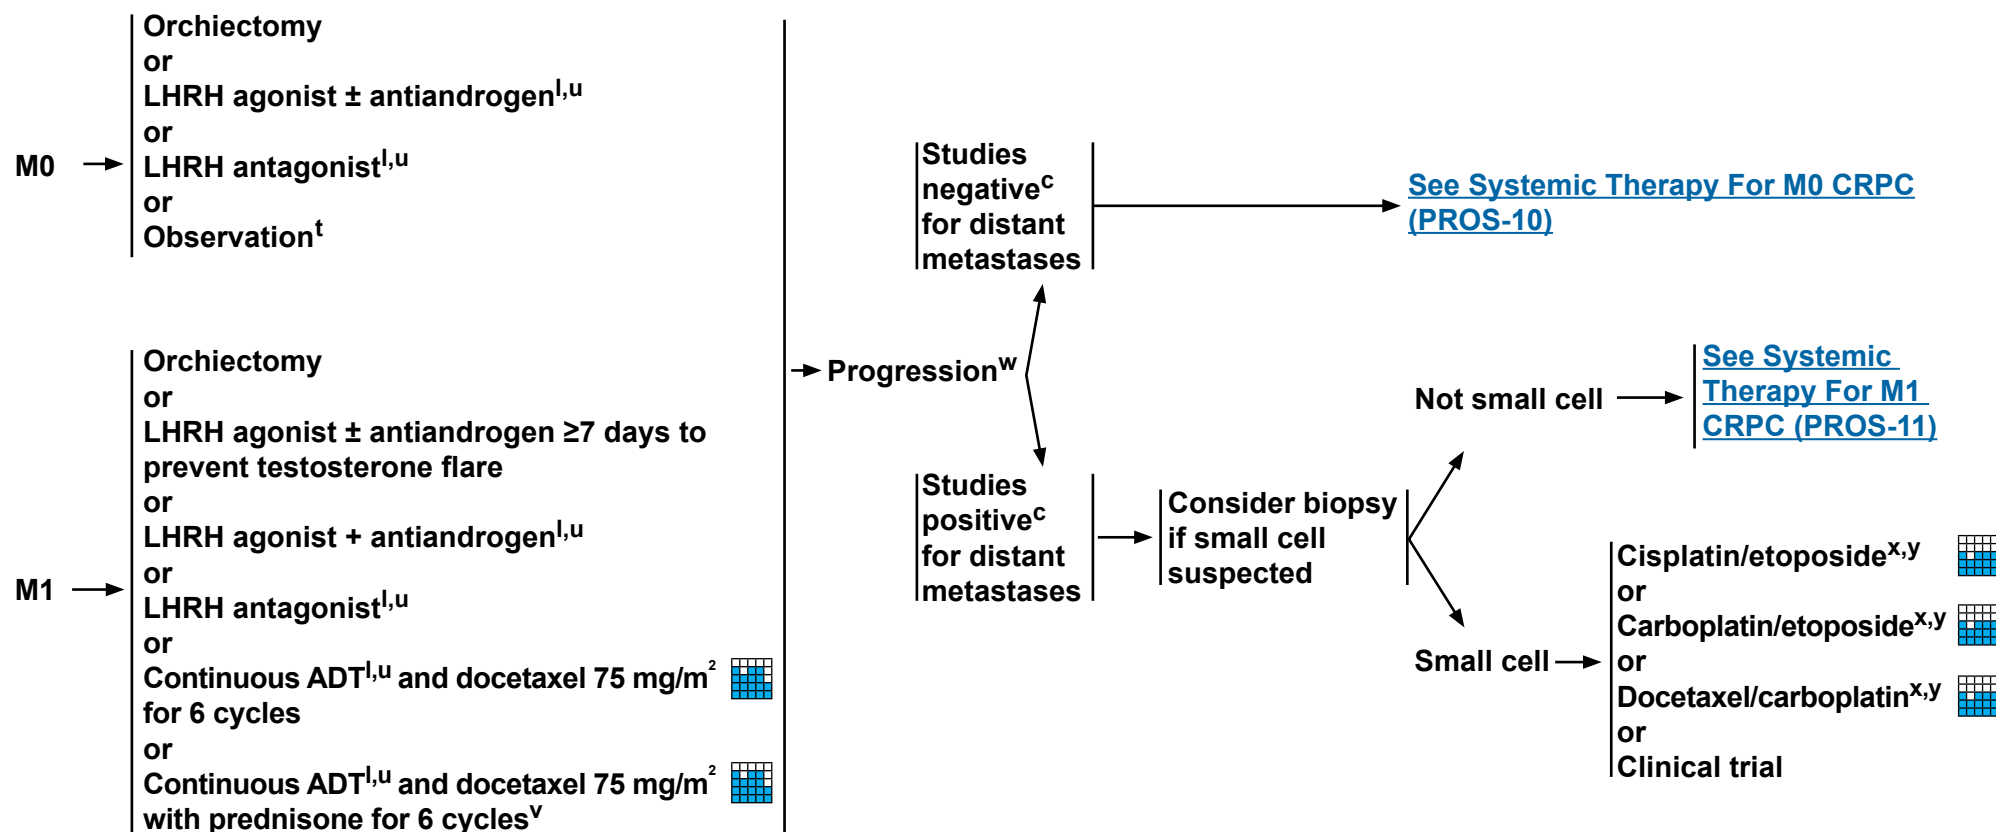 M0
Orchiectomy
or
LHRH agonist ± antiandrogenl,u
or
LHRH antagonistl,u
or
Observationt
M1
Orchiectomy
or
LHRH agonist ± antiandrogen ≥7 days to
prevent testosterone flare
or
LHRH agonist + antiandrogenl,u
or
LHRH antagonistl,u
or
Continuous ADTl,u and docetaxel 75 mg/m²
for 6 cycles
or
Continuous ADTl,u and docetaxel 75 mg/m²
with prednisone for 6 cyclesv
Progressionw
Studies
negativec
for distant
metastases
See Systemic Therapy For M0 CRPC
(PROS-10)
Studies
positivec
for distant
metastases
Consider biopsy
if small cell
suspected
Not small cell
See Systemic
Therapy For M1
CRPC (PROS-11)
Small cell
Cisplatin/etoposidex,y
or
Carboplatin/etoposidex,y
or
Docetaxel/carboplatinx,y
or
Clinical trial